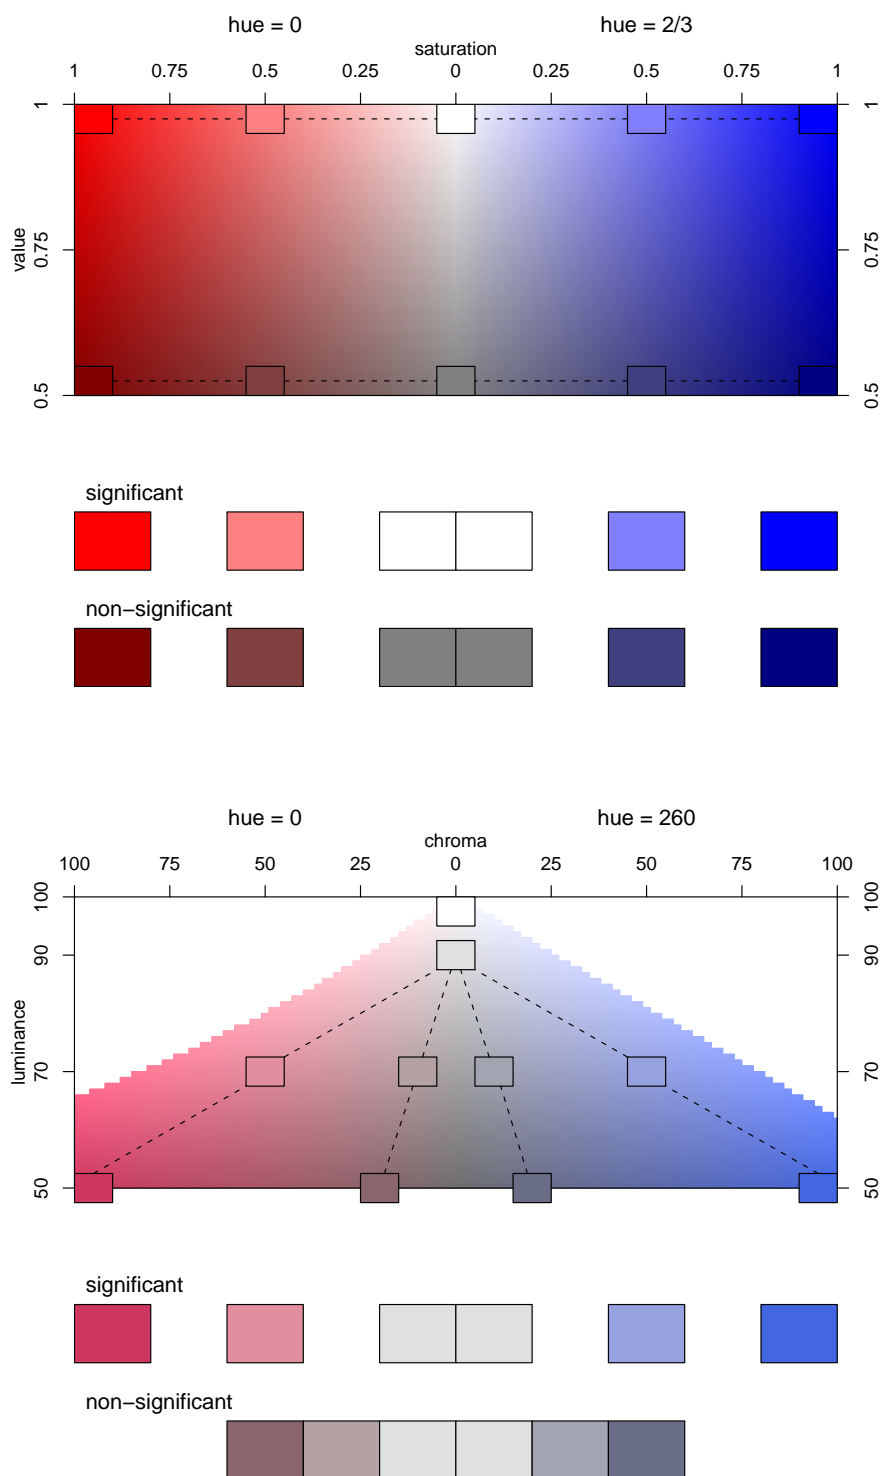 hue = 0 hue = 2/3
saturation
1 0.75 0.5 0.25 0 0.25 0.5 0.75 1
value
1 0.75 0.5
1 0.75 0.5
significant
non−significant
hue = 0 hue = 260
chroma
100 75 50 25 0 25 50 75 100
luminance
100 90 70 50
100 90 70 50
significant
non−significant